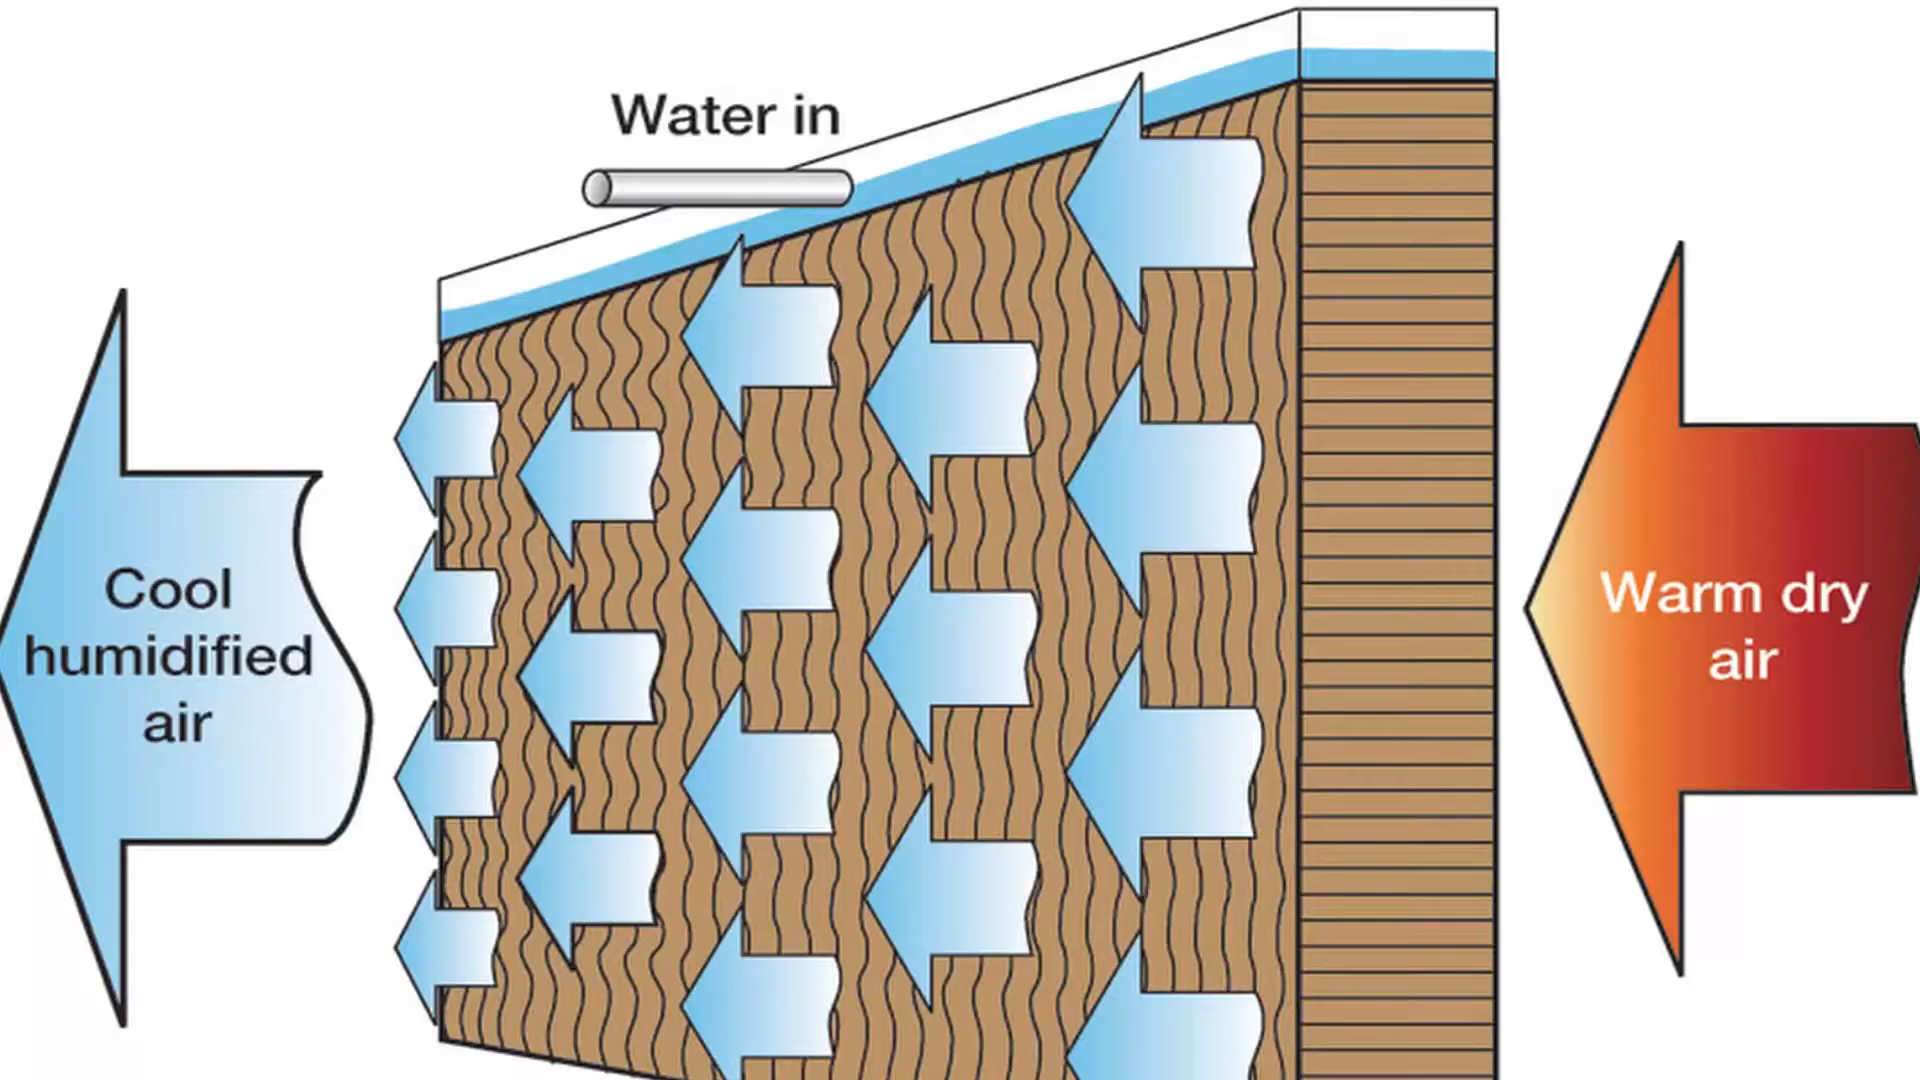 Water in
Cool
humidified
air
Warm dry
air